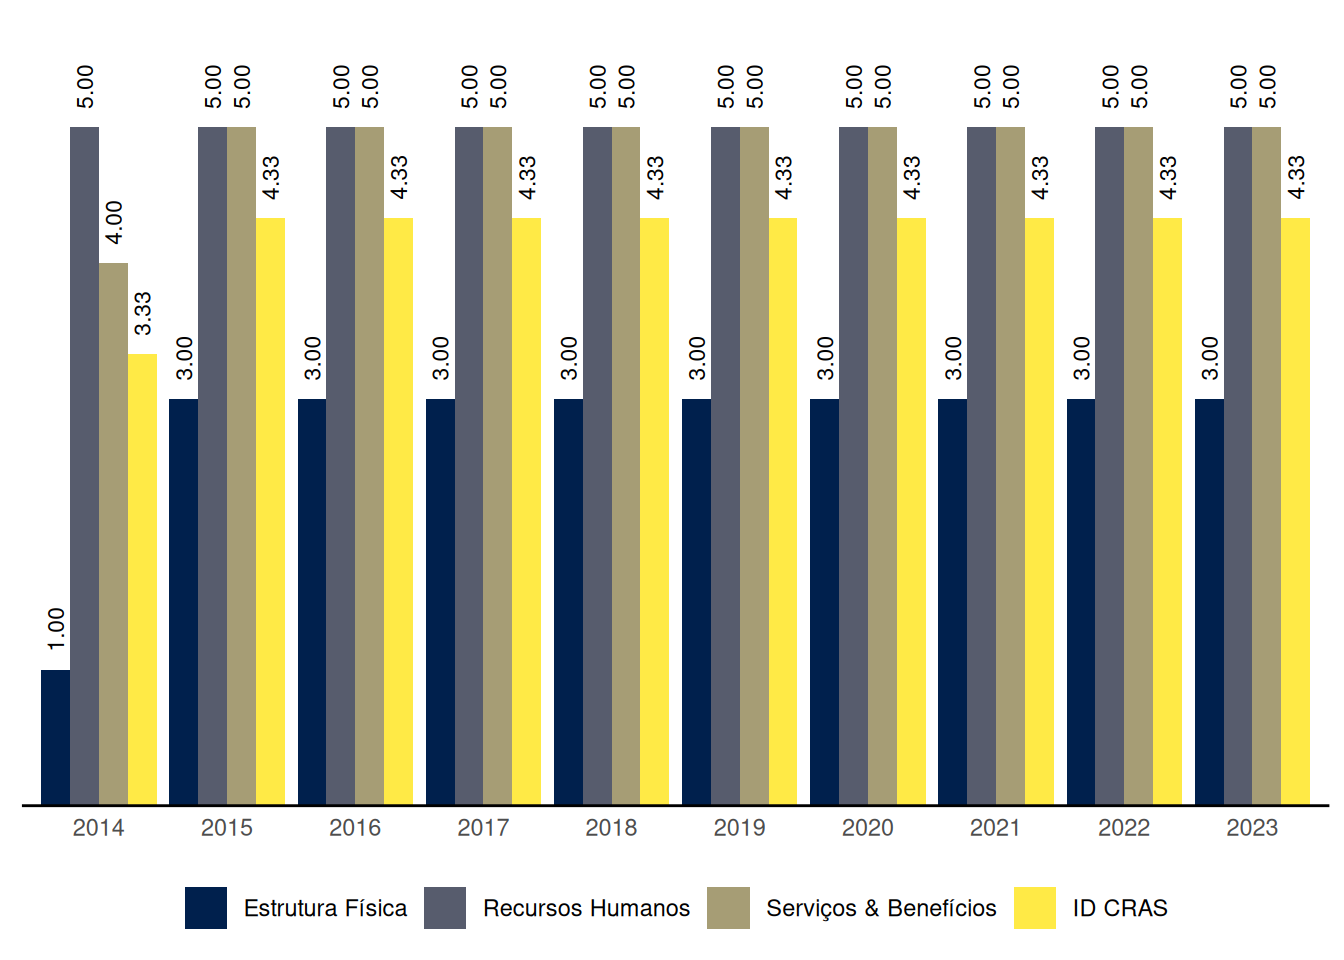 5.00 5.00 5.00 5.00 5.00 5.00 5.00 5.00 5.00 5.00 5.00 5.00 5.00 5.00 5.00 5.00 5.00 5.00 5.00
4.33 4.33 4.33 4.33 4.33 4.33 4.33 4.33 4.33
4.00
3.33
3.00 3.00 3.00 3.00 3.00 3.00 3.00 3.00 3.00
1.00
2014 2015 2016 2017 2018 2019 2020 2021 2022 2023
Estrutura Física Recursos Humanos Serviços & Benefícios ID CRAS